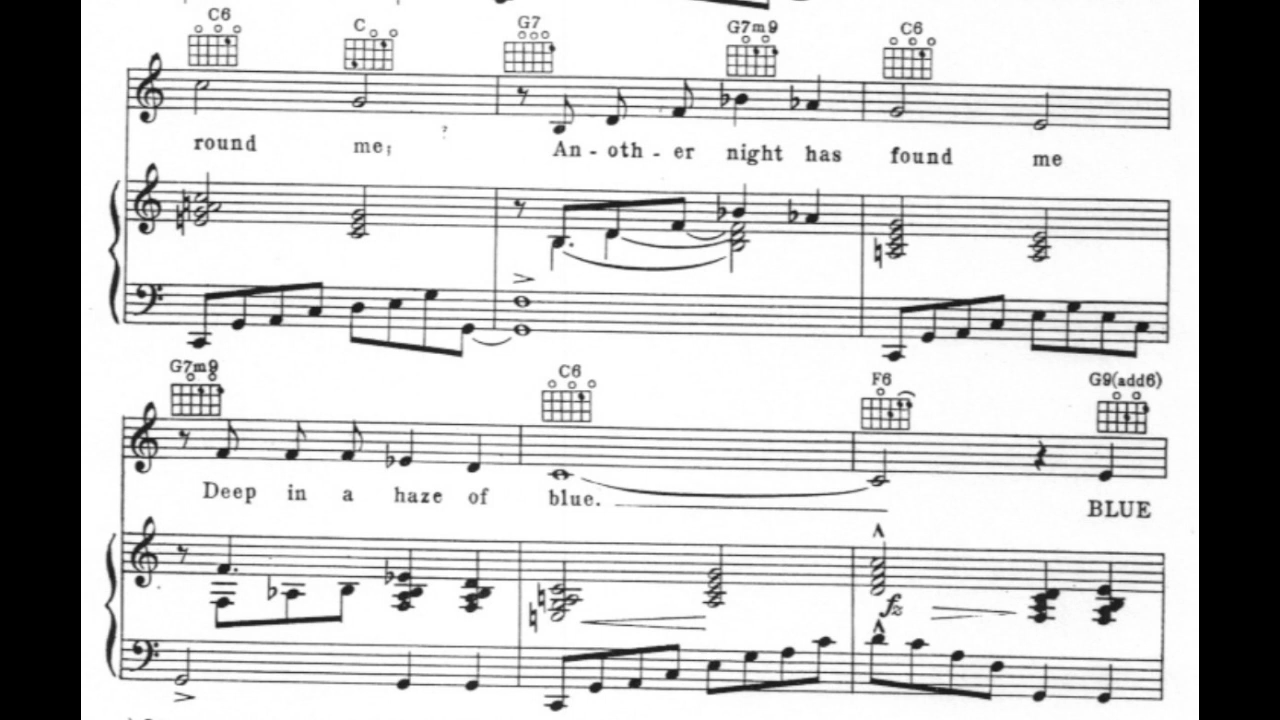 C6 C G7 G7m9 C6
round me; An-oth-er night has found me
G7m9 C6 F6 G9(add6)
Deep in a haze of blue. BLUE
fz